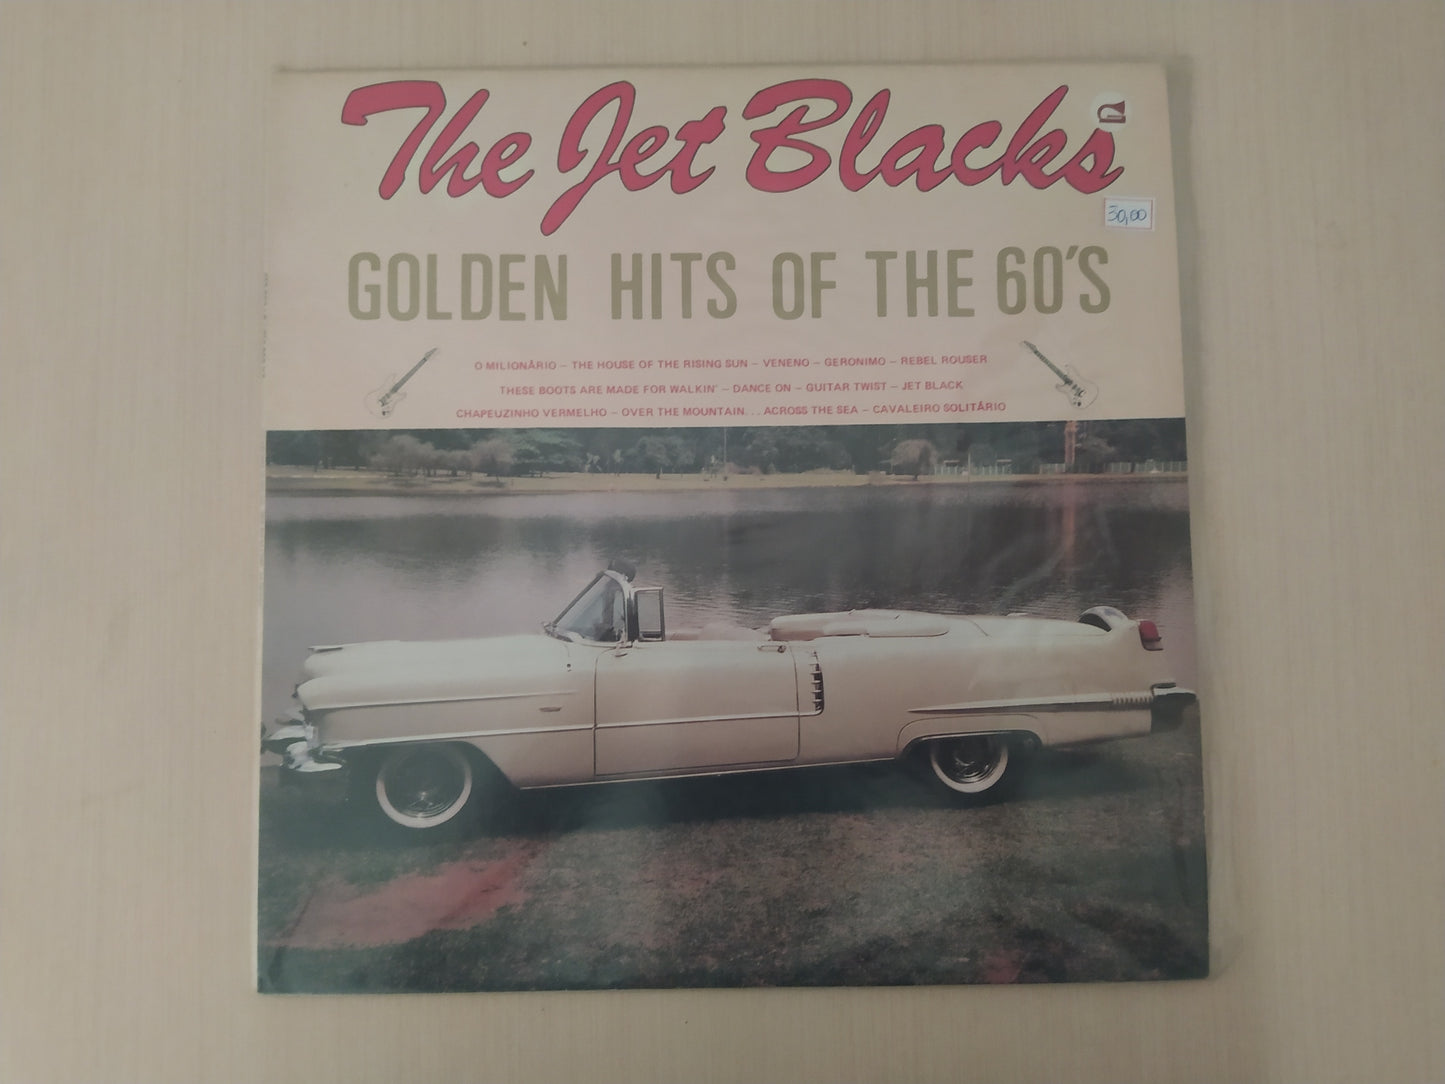 The Jet Blacks
30,00
GOLDEN HITS OF THE 60'S
O MILIONÁRIO – THE HOUSE OF THE RISING SUN – VENENO – GERONIMO – REBEL ROUSER
THESE BOOTS ARE MADE FOR WALKIN' – DANCE ON – GUITAR TWIST – JET BLACK
CHAPEUZINHO VERMELHO – OVER THE MOUNTAIN... ACROSS THE SEA – CAVALEIRO SOLITÁRIO